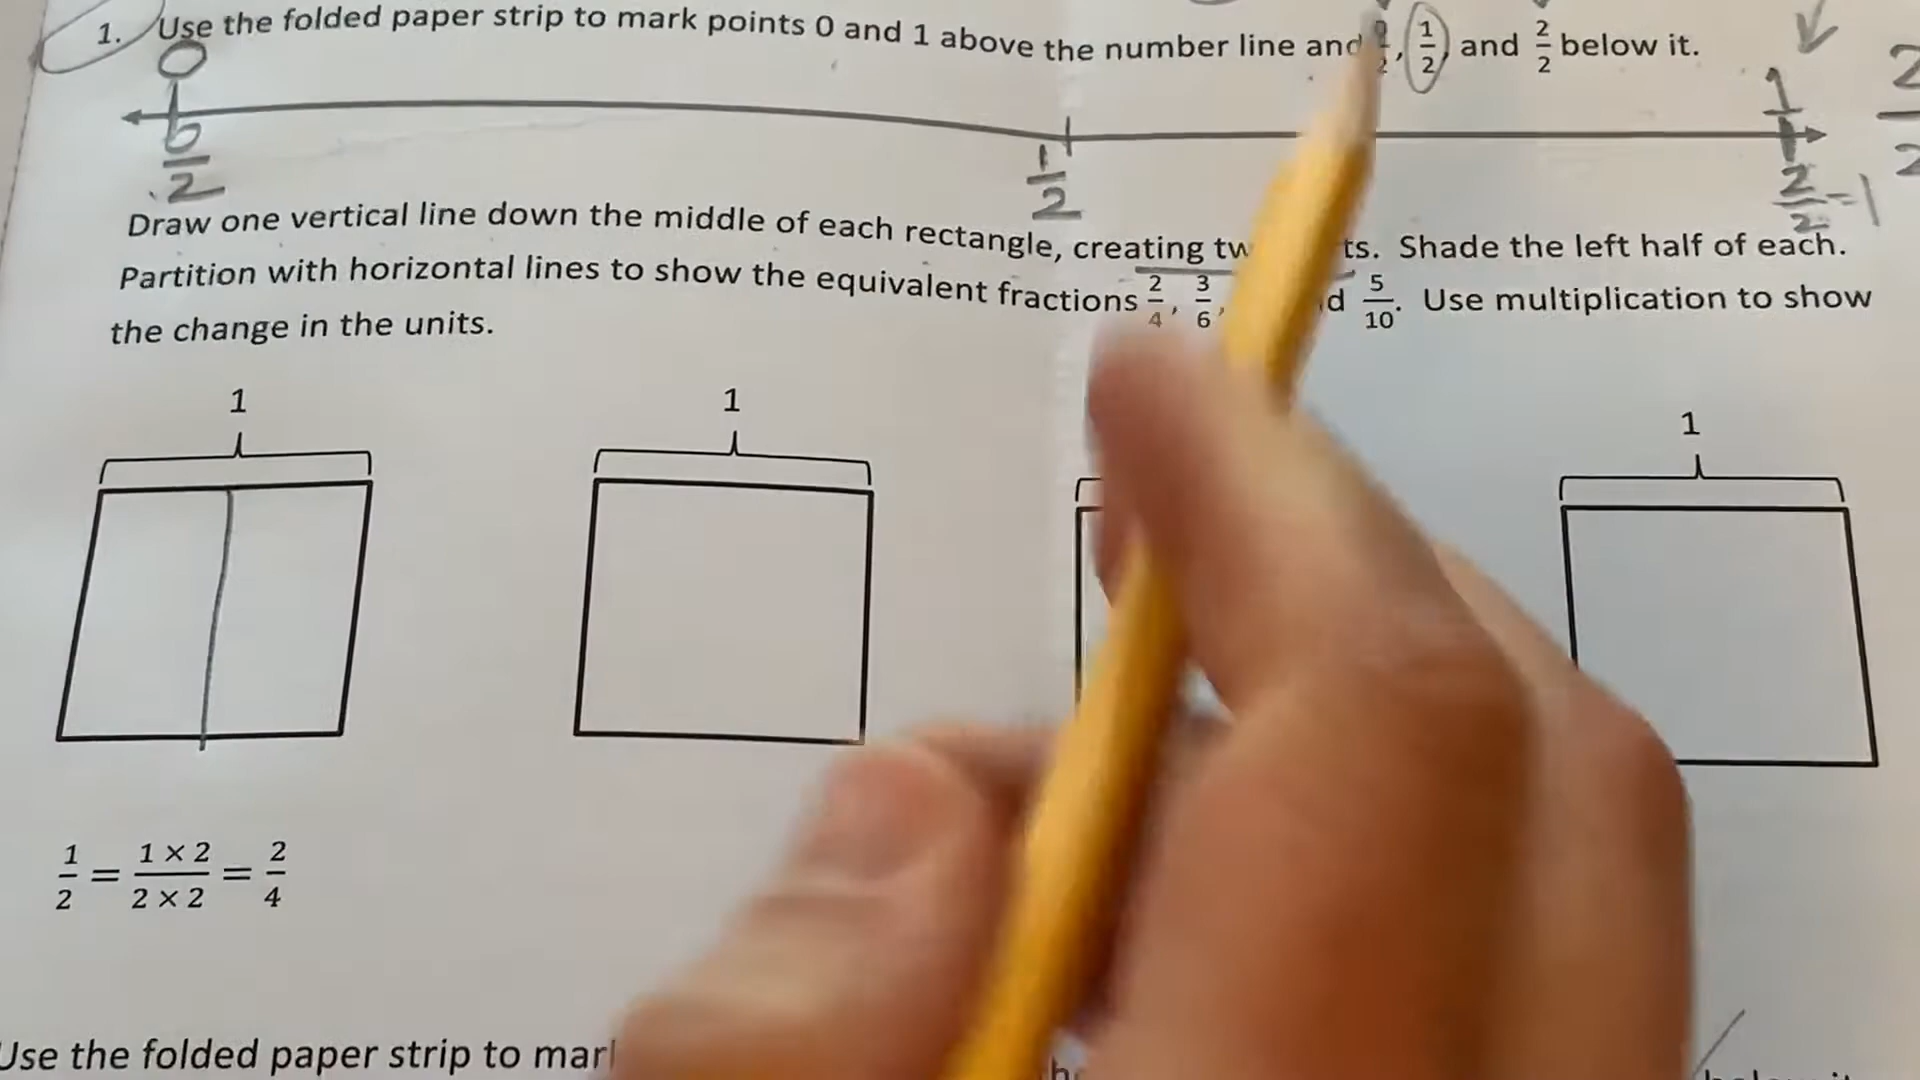 1. Use the folded paper strip to mark points 0 and 1 above the number line and 0/2, 1/2, and 2/2 below it.
0 1 2/2
0/2 1/2 2/2 = 1
Draw one vertical line down the middle of each rectangle, creating ts. Shade the left half of each.
Partition with horizontal lines to show the equivalent fractions 2/4, 3/6, d 5/10. Use multiplication to show
the change in the units.
1 1 1
1/2 = 1 × 2/2 × 2 = 2/4
Use the folded paper strip to